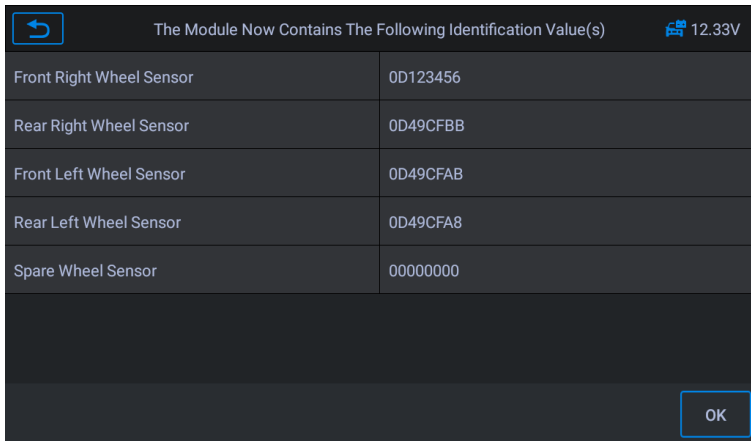 The Module Now Contains The Following Identification Value(s) 12.33V
Front Right Wheel Sensor 0D123456
Rear Right Wheel Sensor 0D49CFBB
Front Left Wheel Sensor 0D49CFAB
Rear Left Wheel Sensor 0D49CFA8
Spare Wheel Sensor 00000000
OK